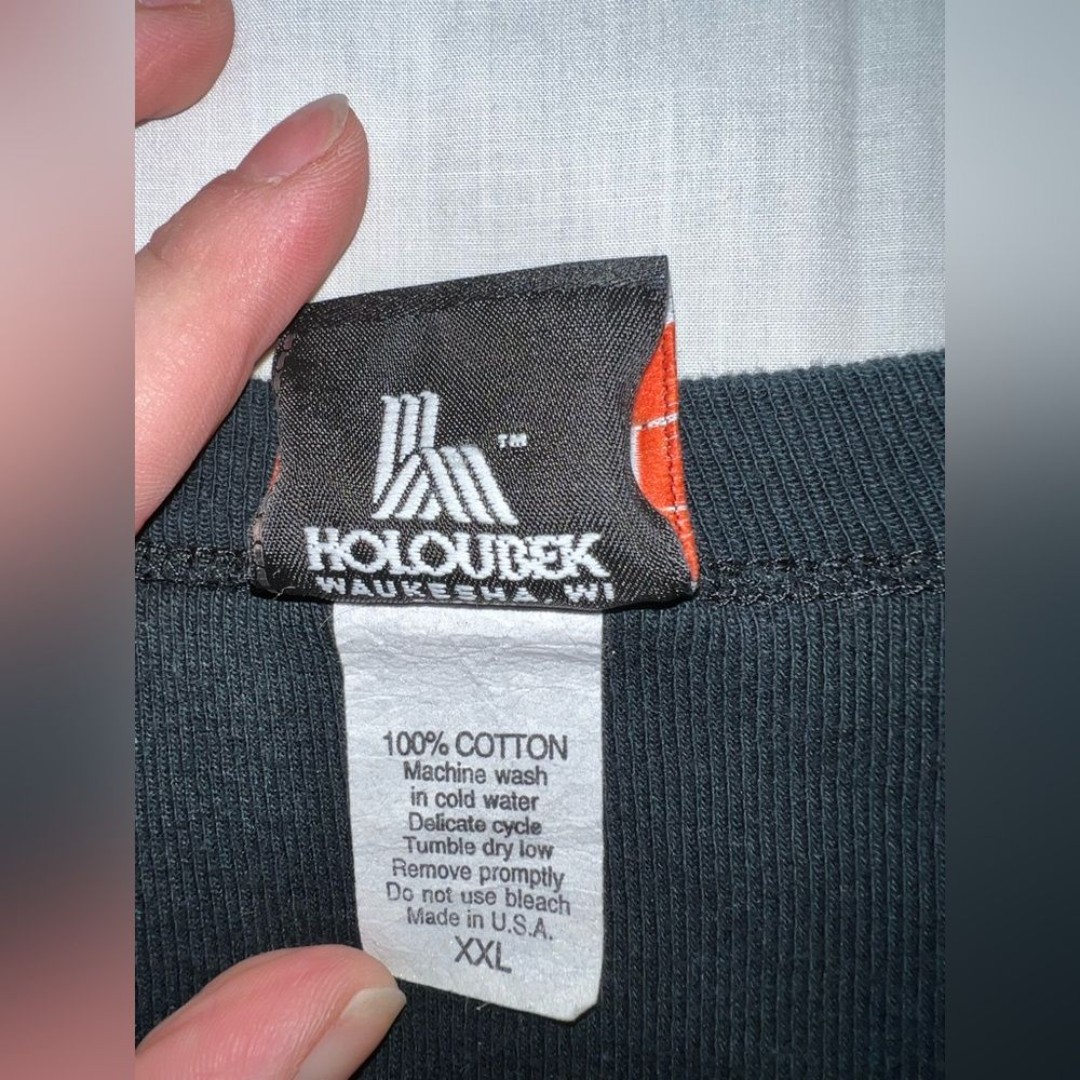 TM
HOLOUBEK
WAUKESHA, WI
100% COTTON
Machine wash
in cold water
Delicate cycle
Tumble dry low
Remove promptly
Do not use bleach
Made in U.S.A.
XXL